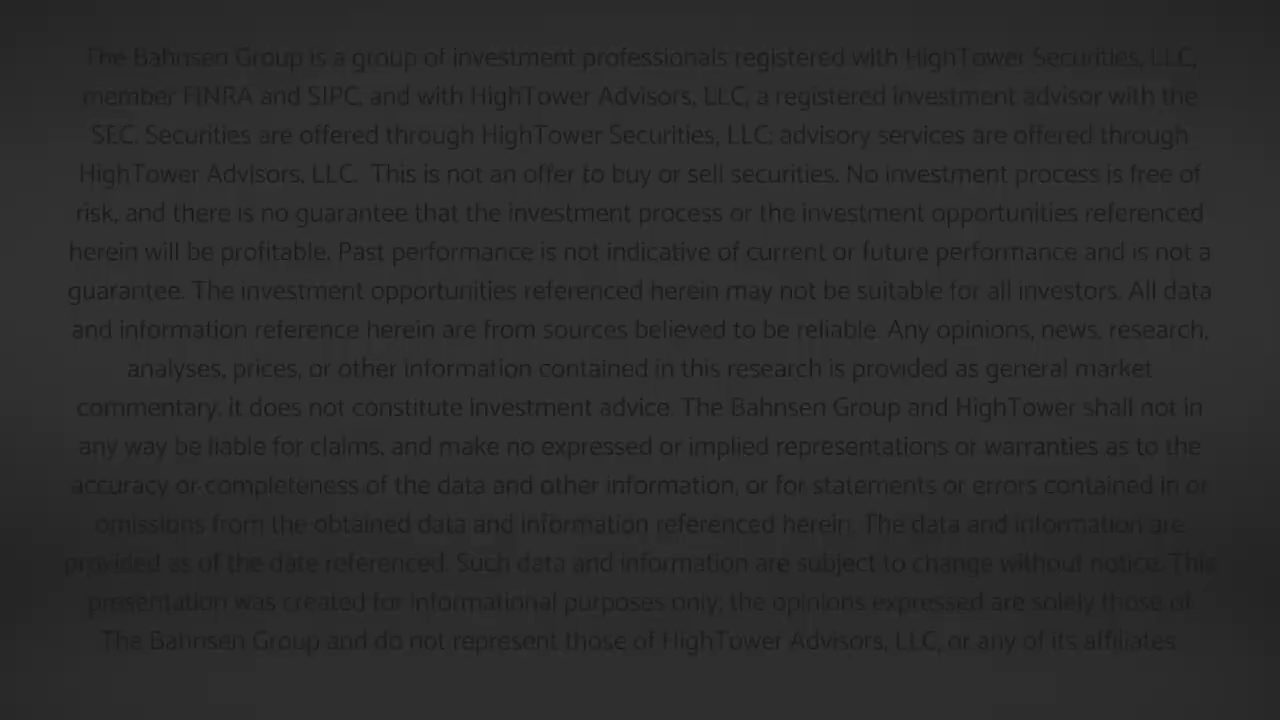 The Bahnsen Group is a group of investment professionals registered with HighTower Securities, LLC,
member FINRA and SIPC, and with HighTower Advisors, LLC, a registered investment advisor with the
SEC. Securities are offered through HighTower Securities, LLC; advisory services are offered through
HighTower Advisors, LLC. This is not an offer to buy or sell securities. No investment process is free of
risk, and there is no guarantee that the investment process or the investment opportunities referenced
herein will be profitable. Past performance is not indicative of current or future performance and is not a
guarantee. The investment opportunities referenced herein may not be suitable for all investors. All data
and information reference herein are from sources believed to be reliable. Any opinions, news, research,
analyses, prices, or other information contained in this research is provided as general market
commentary, it does not constitute investment advice. The Bahnsen Group and HighTower shall not in
any way be liable for claims, and make no expressed or implied representations or warranties as to the
accuracy or completeness of the data and other information, or for statements or errors contained in or
omissions from the obtained data and information referenced herein. The data and information are
provided as of the date referenced. Such data and information are subject to change without notice. This
presentation was created for informational purposes only; the opinions expressed are solely those of
The Bahnsen Group and do not represent those of HighTower Advisors, LLC, or any of its affiliates.